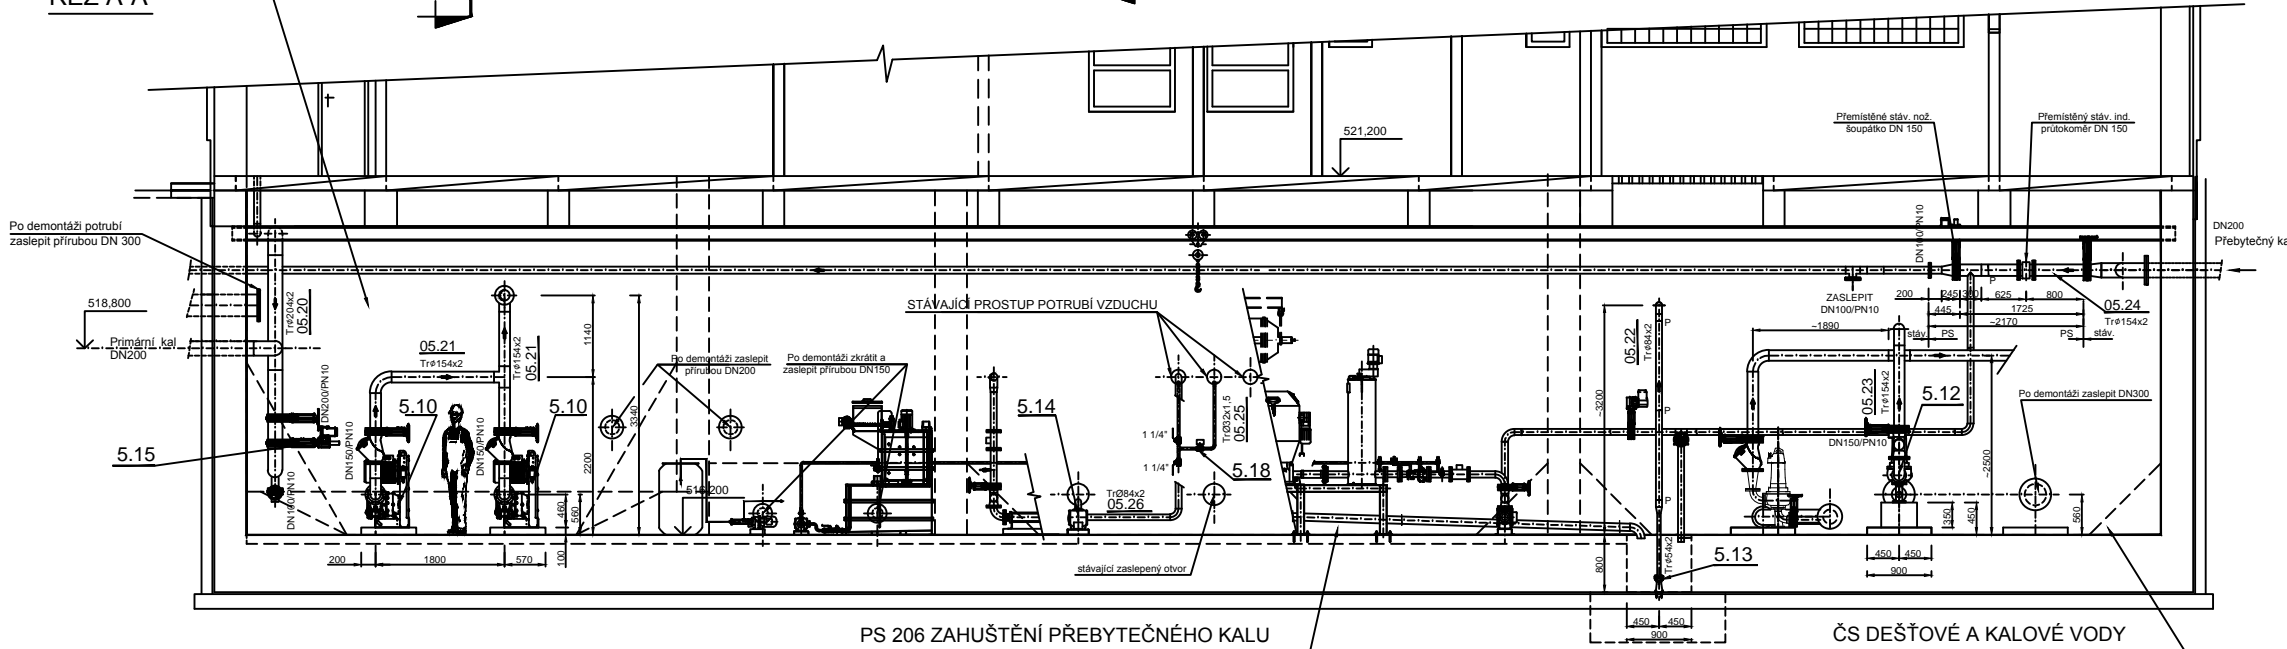 ŘEZ A-A
521,200
Přemístěné stáv. nož.
šoupátko DN 150
Přemístěný stáv. ind.
průtokoměr DN 150
Po demontáži potrubí
zaslepit přírubou DN 300
DN100/PN10
DN200
Přebytečný ka
518,800
Primární kal
DN200
Trø204x2
05.20
05.21
Trø154x2
Trø154x2
05.21
1140
3340
2200
STÁVAJÍCÍ PROSTUP POTRUBÍ VZDUCHU
Po demontáži zaslepit
přírubou DN200
Po demontáži zkrátit a
zaslepit přírubou DN150
ZASLEPIT
DN100/PN10
200
245
625
800
445
1725
~2170
stáv.
PS
PS
stáv.
P
05.24
Trø154x2
~1890
05.22
Trø84x2
~3200
P
P
P
05.23
Trø154x2
5.12
DN150/PN10
Po demontáži zaslepit DN300
~2500
DN200/PN10
5.15
DN100/PN10
DN150/PN10
5.10
DN150/PN10
5.10
460
560
100
200
1800
570
516,200
5.14
TrØ84x2
05.26
1 1/4"
1 1/4"
TrØ32x1,5
05.25
5.18
stávající zaslepený otvor
800
Trø54x2
5.13
350
450
560
450
450
900
450
450
900
PS 206 ZAHUŠTĚNÍ PŘEBYTEČNÉHO KALU
ČS DEŠŤOVÉ A KALOVÉ VODY